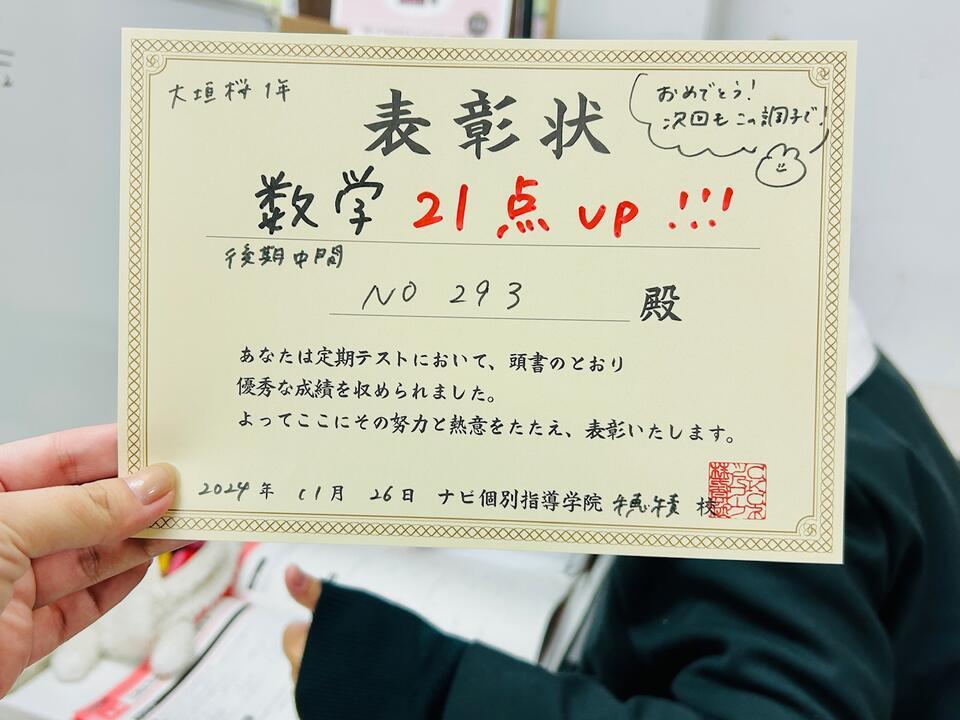 大垣桜1年
表彰状
おめでとう!
次回もこの調子で!
数学 21点UP!!!
後期中間
NO 293 殿
あなたは定期テストにおいて、頭書のとおり
優秀な成績を収められました。
よってここにその努力と熱意をたたえ、表彰いたします。
2024年 11月 26日 ナビ個別指導学院 穂積 校